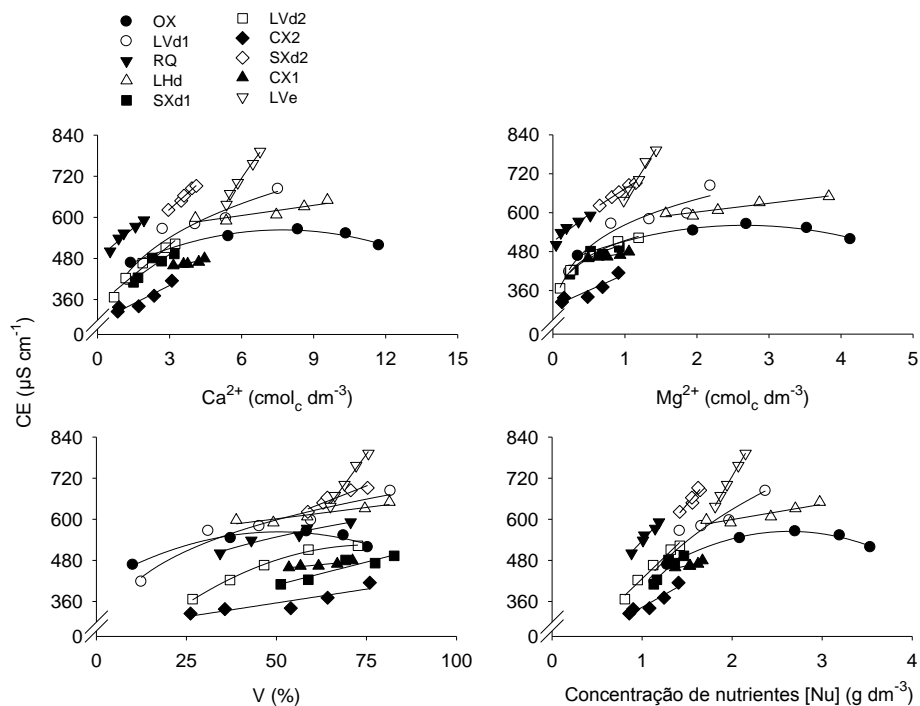 OX LVd2
LVd1 CX2
RQ SXd2
LHd CX1
SXd1 LVe
840 840
720 720
600 600
480 480
360 360
0 0
0 3 6 9 12 15 0 1 2 3 4 5
Ca²⁺ (cmol_c dm⁻³) Mg²⁺ (cmol_c dm⁻³)
CE (µS cm⁻¹)
840 840
720 720
600 600
480 480
360 360
0 0
0 25 50 75 100 0 1 2 3 4
V (%) Concentração de nutrientes [Nu] (g dm⁻³)